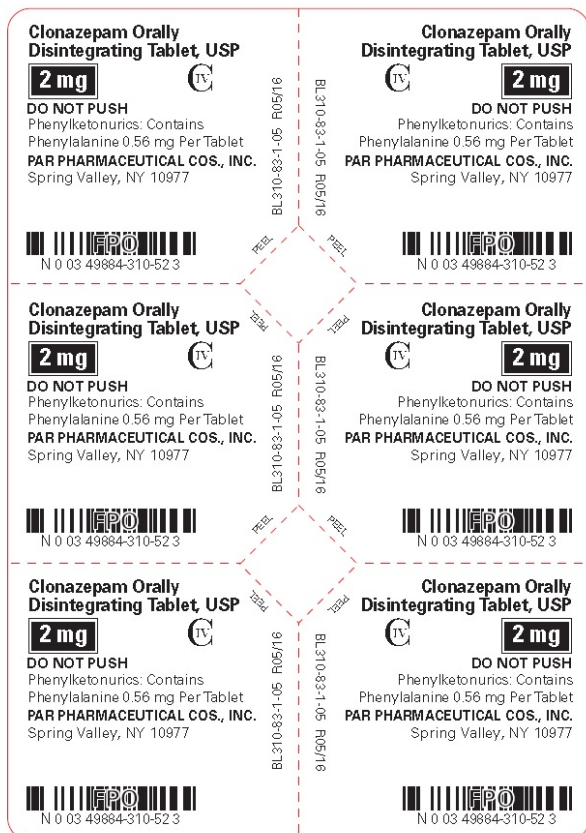 Clonazepam Orally
Disintegrating Tablet, USP
2 mg
CIV
DO NOT PUSH
Phenylketonurics: Contains
Phenylalanine 0.56 mg Per Tablet
PAR PHARMACEUTICAL COS., INC.
Spring Valley, NY 10977
BL310-83-1-05 R05/16
FPO
N 0 03 49884-310-52 3
PEEL
Clonazepam Orally
Disintegrating Tablet, USP
CIV
2 mg
DO NOT PUSH
Phenylketonurics: Contains
Phenylalanine 0.56 mg Per Tablet
PAR PHARMACEUTICAL COS., INC.
Spring Valley, NY 10977
BL310-83-1-05 R05/16
FPO
N 0 03 49884-310-52 3
PEEL
Clonazepam Orally
Disintegrating Tablet, USP
2 mg
CIV
DO NOT PUSH
Phenylketonurics: Contains
Phenylalanine 0.56 mg Per Tablet
PAR PHARMACEUTICAL COS., INC.
Spring Valley, NY 10977
PEEL
BL310-83-1-05 R05/16
FPO
N 0 03 49884-310-52 3
PEEL
Clonazepam Orally
Disintegrating Tablet, USP
CIV
2 mg
DO NOT PUSH
Phenylketonurics: Contains
Phenylalanine 0.56 mg Per Tablet
PAR PHARMACEUTICAL COS., INC.
Spring Valley, NY 10977
PEEL
BL310-83-1-05 R05/16
FPO
N 0 03 49884-310-52 3
PEEL
Clonazepam Orally
Disintegrating Tablet, USP
2 mg
CIV
DO NOT PUSH
Phenylketonurics: Contains
Phenylalanine 0.56 mg Per Tablet
PAR PHARMACEUTICAL COS., INC.
Spring Valley, NY 10977
PEEL
BL310-83-1-05 R05/16
FPO
N 0 03 49884-310-52 3
Clonazepam Orally
Disintegrating Tablet, USP
CIV
2 mg
DO NOT PUSH
Phenylketonurics: Contains
Phenylalanine 0.56 mg Per Tablet
PAR PHARMACEUTICAL COS., INC.
Spring Valley, NY 10977
PEEL
BL310-83-1-05 R05/16
FPO
N 0 03 49884-310-52 3